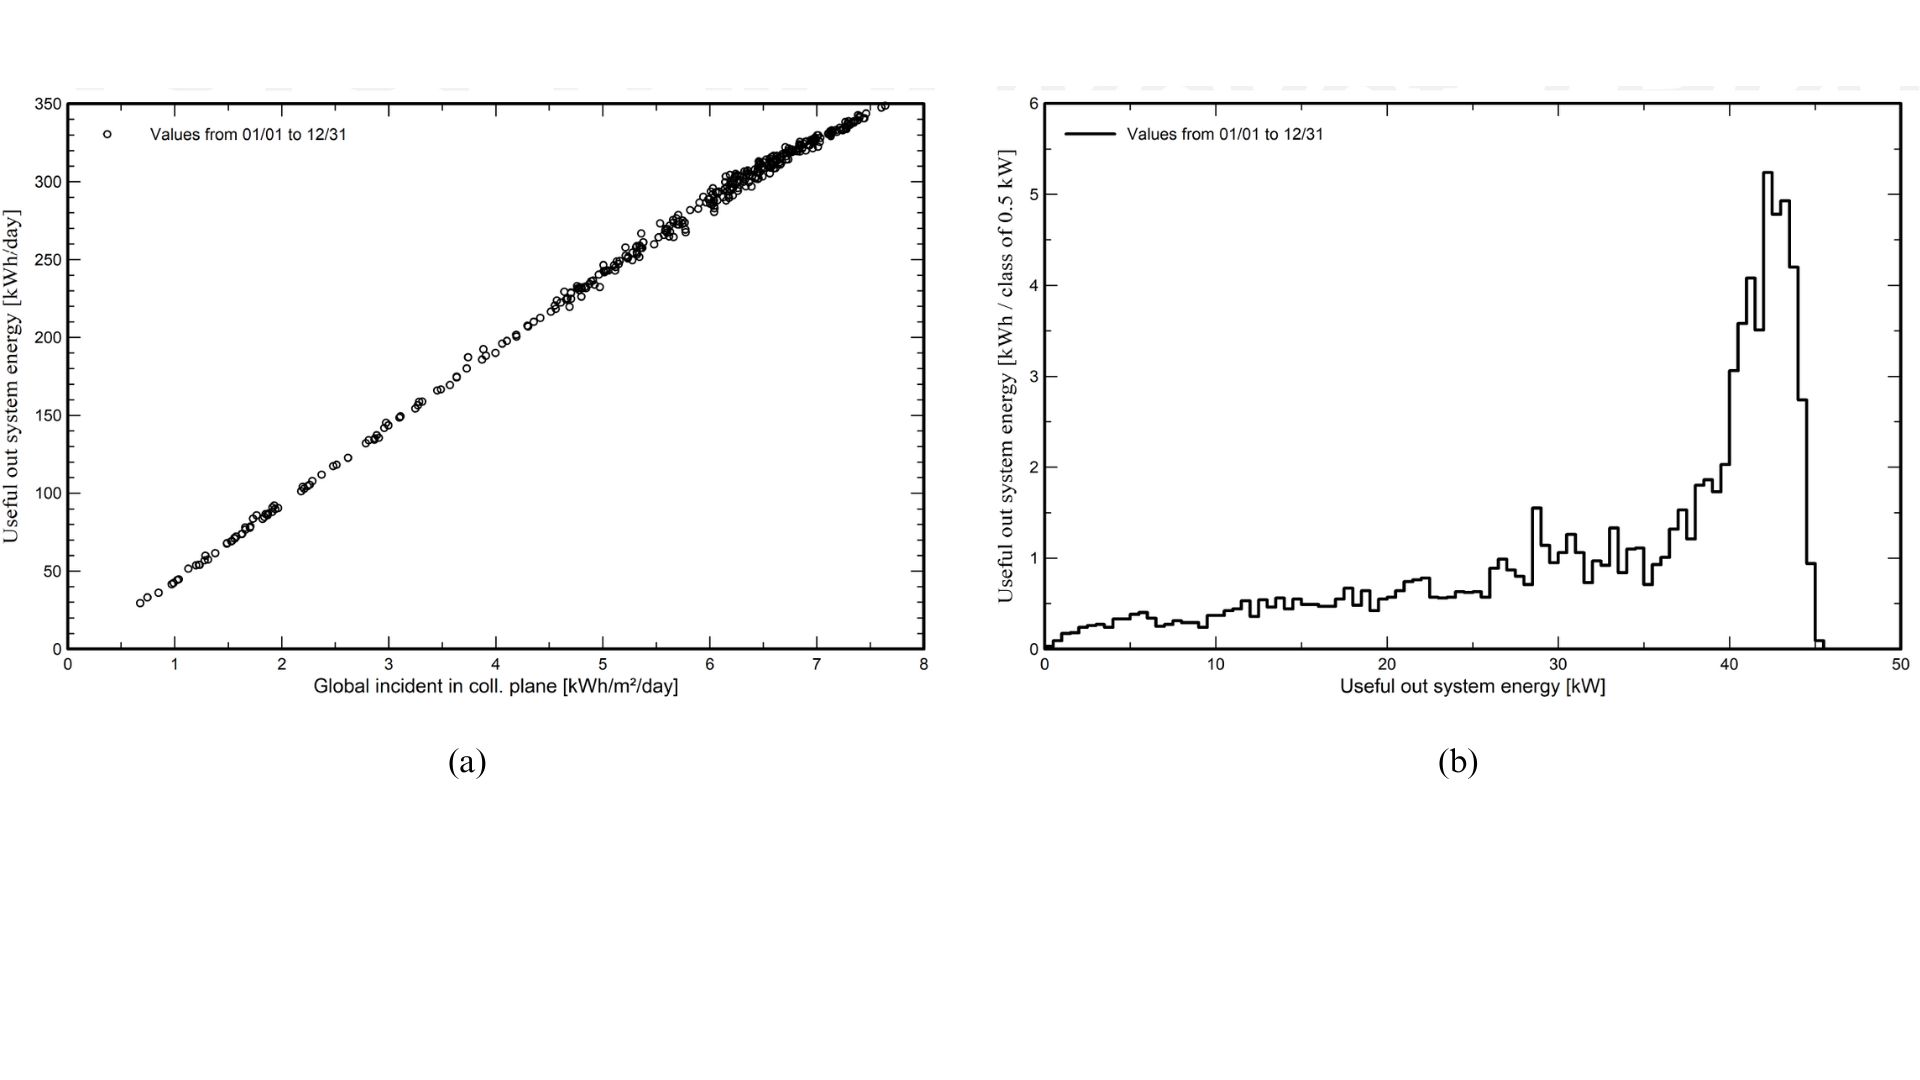 350
300
250
200
150
100
50
0
Useful out system energy [kWh/day]
Values from 01/01 to 12/31
0 1 2 3 4 5 6 7 8
Global incident in coll. plane [kWh/m²/day]
(a)
6
5
4
3
2
1
0
Useful out system energy [kWh / class of 0.5 kW]
Values from 01/01 to 12/31
0 10 20 30 40 50
Useful out system energy [kW]
(b)